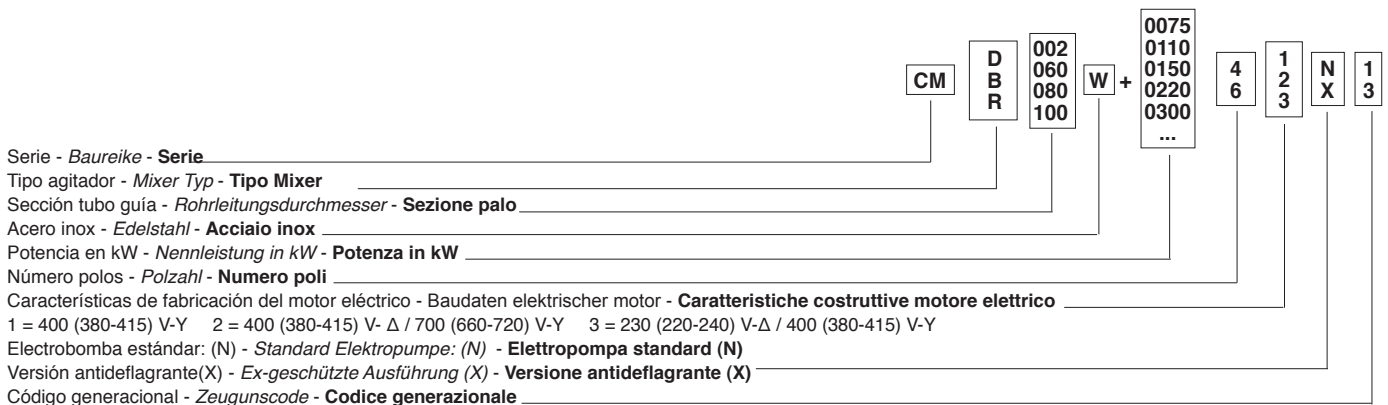 CM
D
B
R
002
060
080
100
W +
0075
0110
0150
0220
0300
...
4
6
1
2
3
N
X
1
3
Serie - Baureike - Serie
Tipo agitador - Mixer Typ - Tipo Mixer
Sección tubo guía - Rohrleitungsdurchmesser - Sezione palo
Acero inox - Edelstahl - Acciaio inox
Potencia en kW - Nennleistung in kW - Potenza in kW
Número polos - Polzahl - Numero poli
Características de fabricación del motor eléctrico - Baudaten elektrischer motor - Caratteristiche costruttive motore elettrico
1 = 400 (380-415) V-Y 2 = 400 (380-415) V- Δ / 700 (660-720) V-Y 3 = 230 (220-240) V-Δ / 400 (380-415) V-Y
Electrobomba estándar: (N) - Standard Elektropumpe: (N) - Elettropompa standard (N)
Versión antideflagrante(X) - Ex-geschützte Ausführung (X) - Versione antideflagrante (X)
Código generacional - Zeugunscode - Codice generazionale